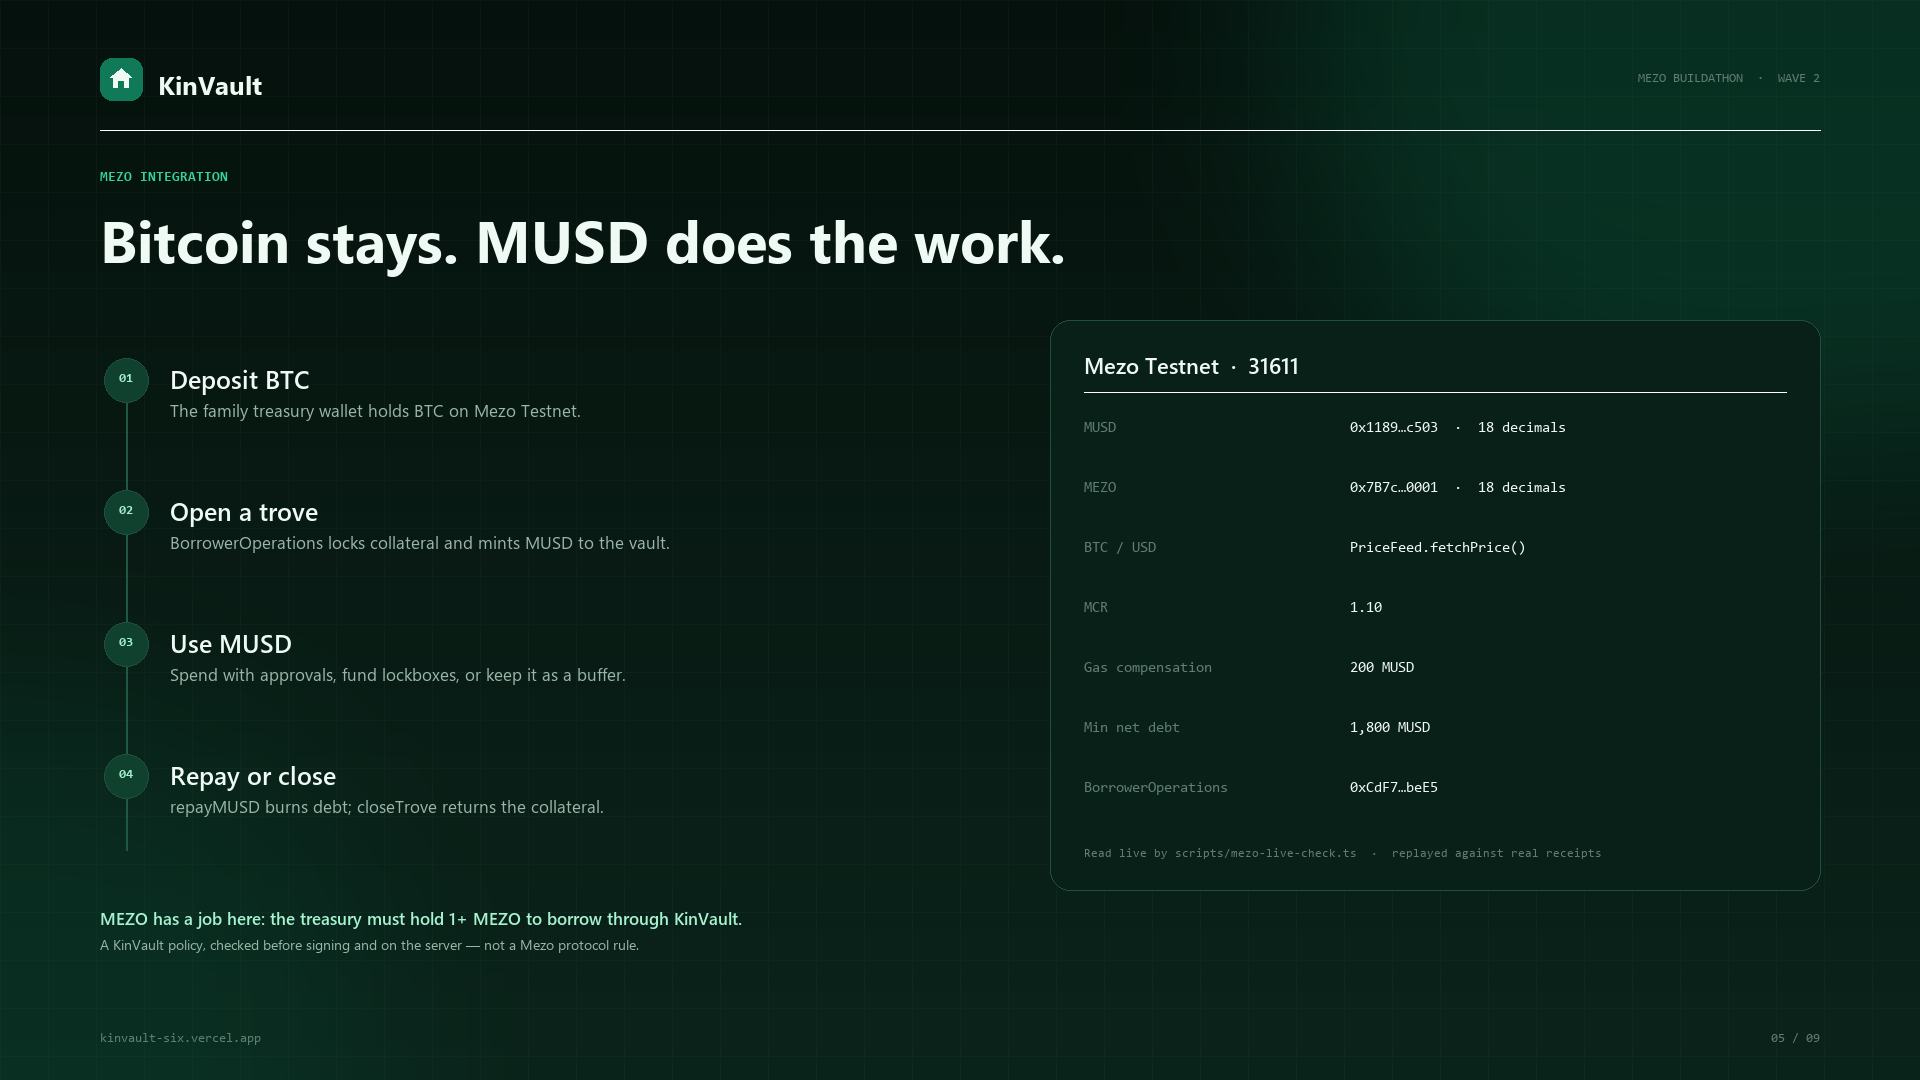 KinVault
MEZO BUILDATHON · WAVE 2
MEZO INTEGRATION
Bitcoin stays. MUSD does the work.
01
Deposit BTC
The family treasury wallet holds BTC on Mezo Testnet.
02
Open a trove
BorrowerOperations locks collateral and mints MUSD to the vault.
03
Use MUSD
Spend with approvals, fund lockboxes, or keep it as a buffer.
04
Repay or close
repayMUSD burns debt; closeTrove returns the collateral.
MEZO has a job here: the treasury must hold 1+ MEZO to borrow through KinVault.
A KinVault policy, checked before signing and on the server — not a Mezo protocol rule.
Mezo Testnet · 31611
MUSD 0x1189…c503 · 18 decimals
MEZO 0x7B7c…0001 · 18 decimals
BTC / USD PriceFeed.fetchPrice()
MCR 1.10
Gas compensation 200 MUSD
Min net debt 1,800 MUSD
BorrowerOperations 0xCdF7…beE5
Read live by scripts/mezo-live-check.ts · replayed against real receipts
kinvault-six.vercel.app
05 / 09